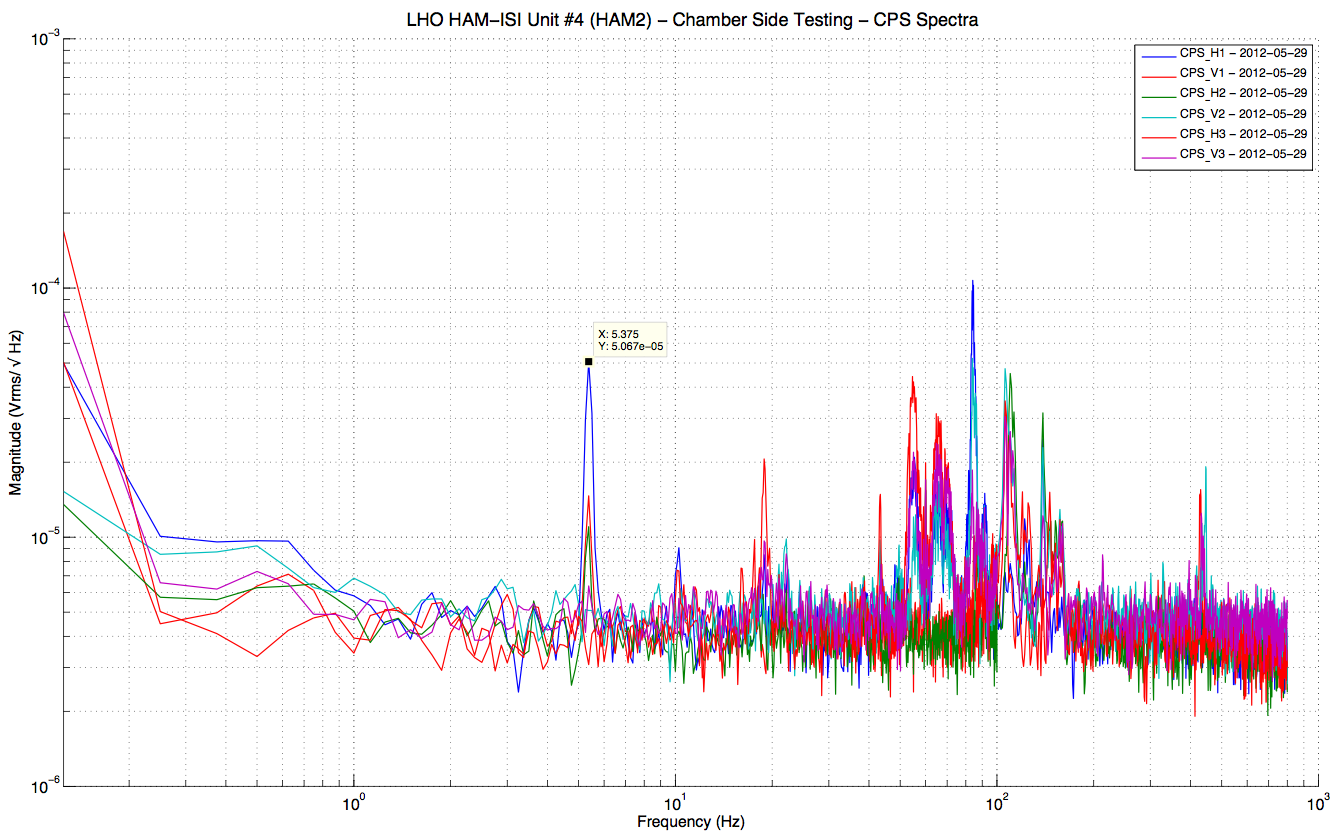 LHO HAM−ISI Unit #4 (HAM2) − Chamber Side Testing − CPS Spectra
10−3
10−4
10−5
10−6
Magnitude (Vrms/ √ Hz)
CPS_H1 − 2012−05−29
CPS_V1 − 2012−05−29
CPS_H2 − 2012−05−29
CPS_V2 − 2012−05−29
CPS_H3 − 2012−05−29
CPS_V3 − 2012−05−29
X: 5.375
Y: 5.067e−05
100 101 102 103
Frequency (Hz)